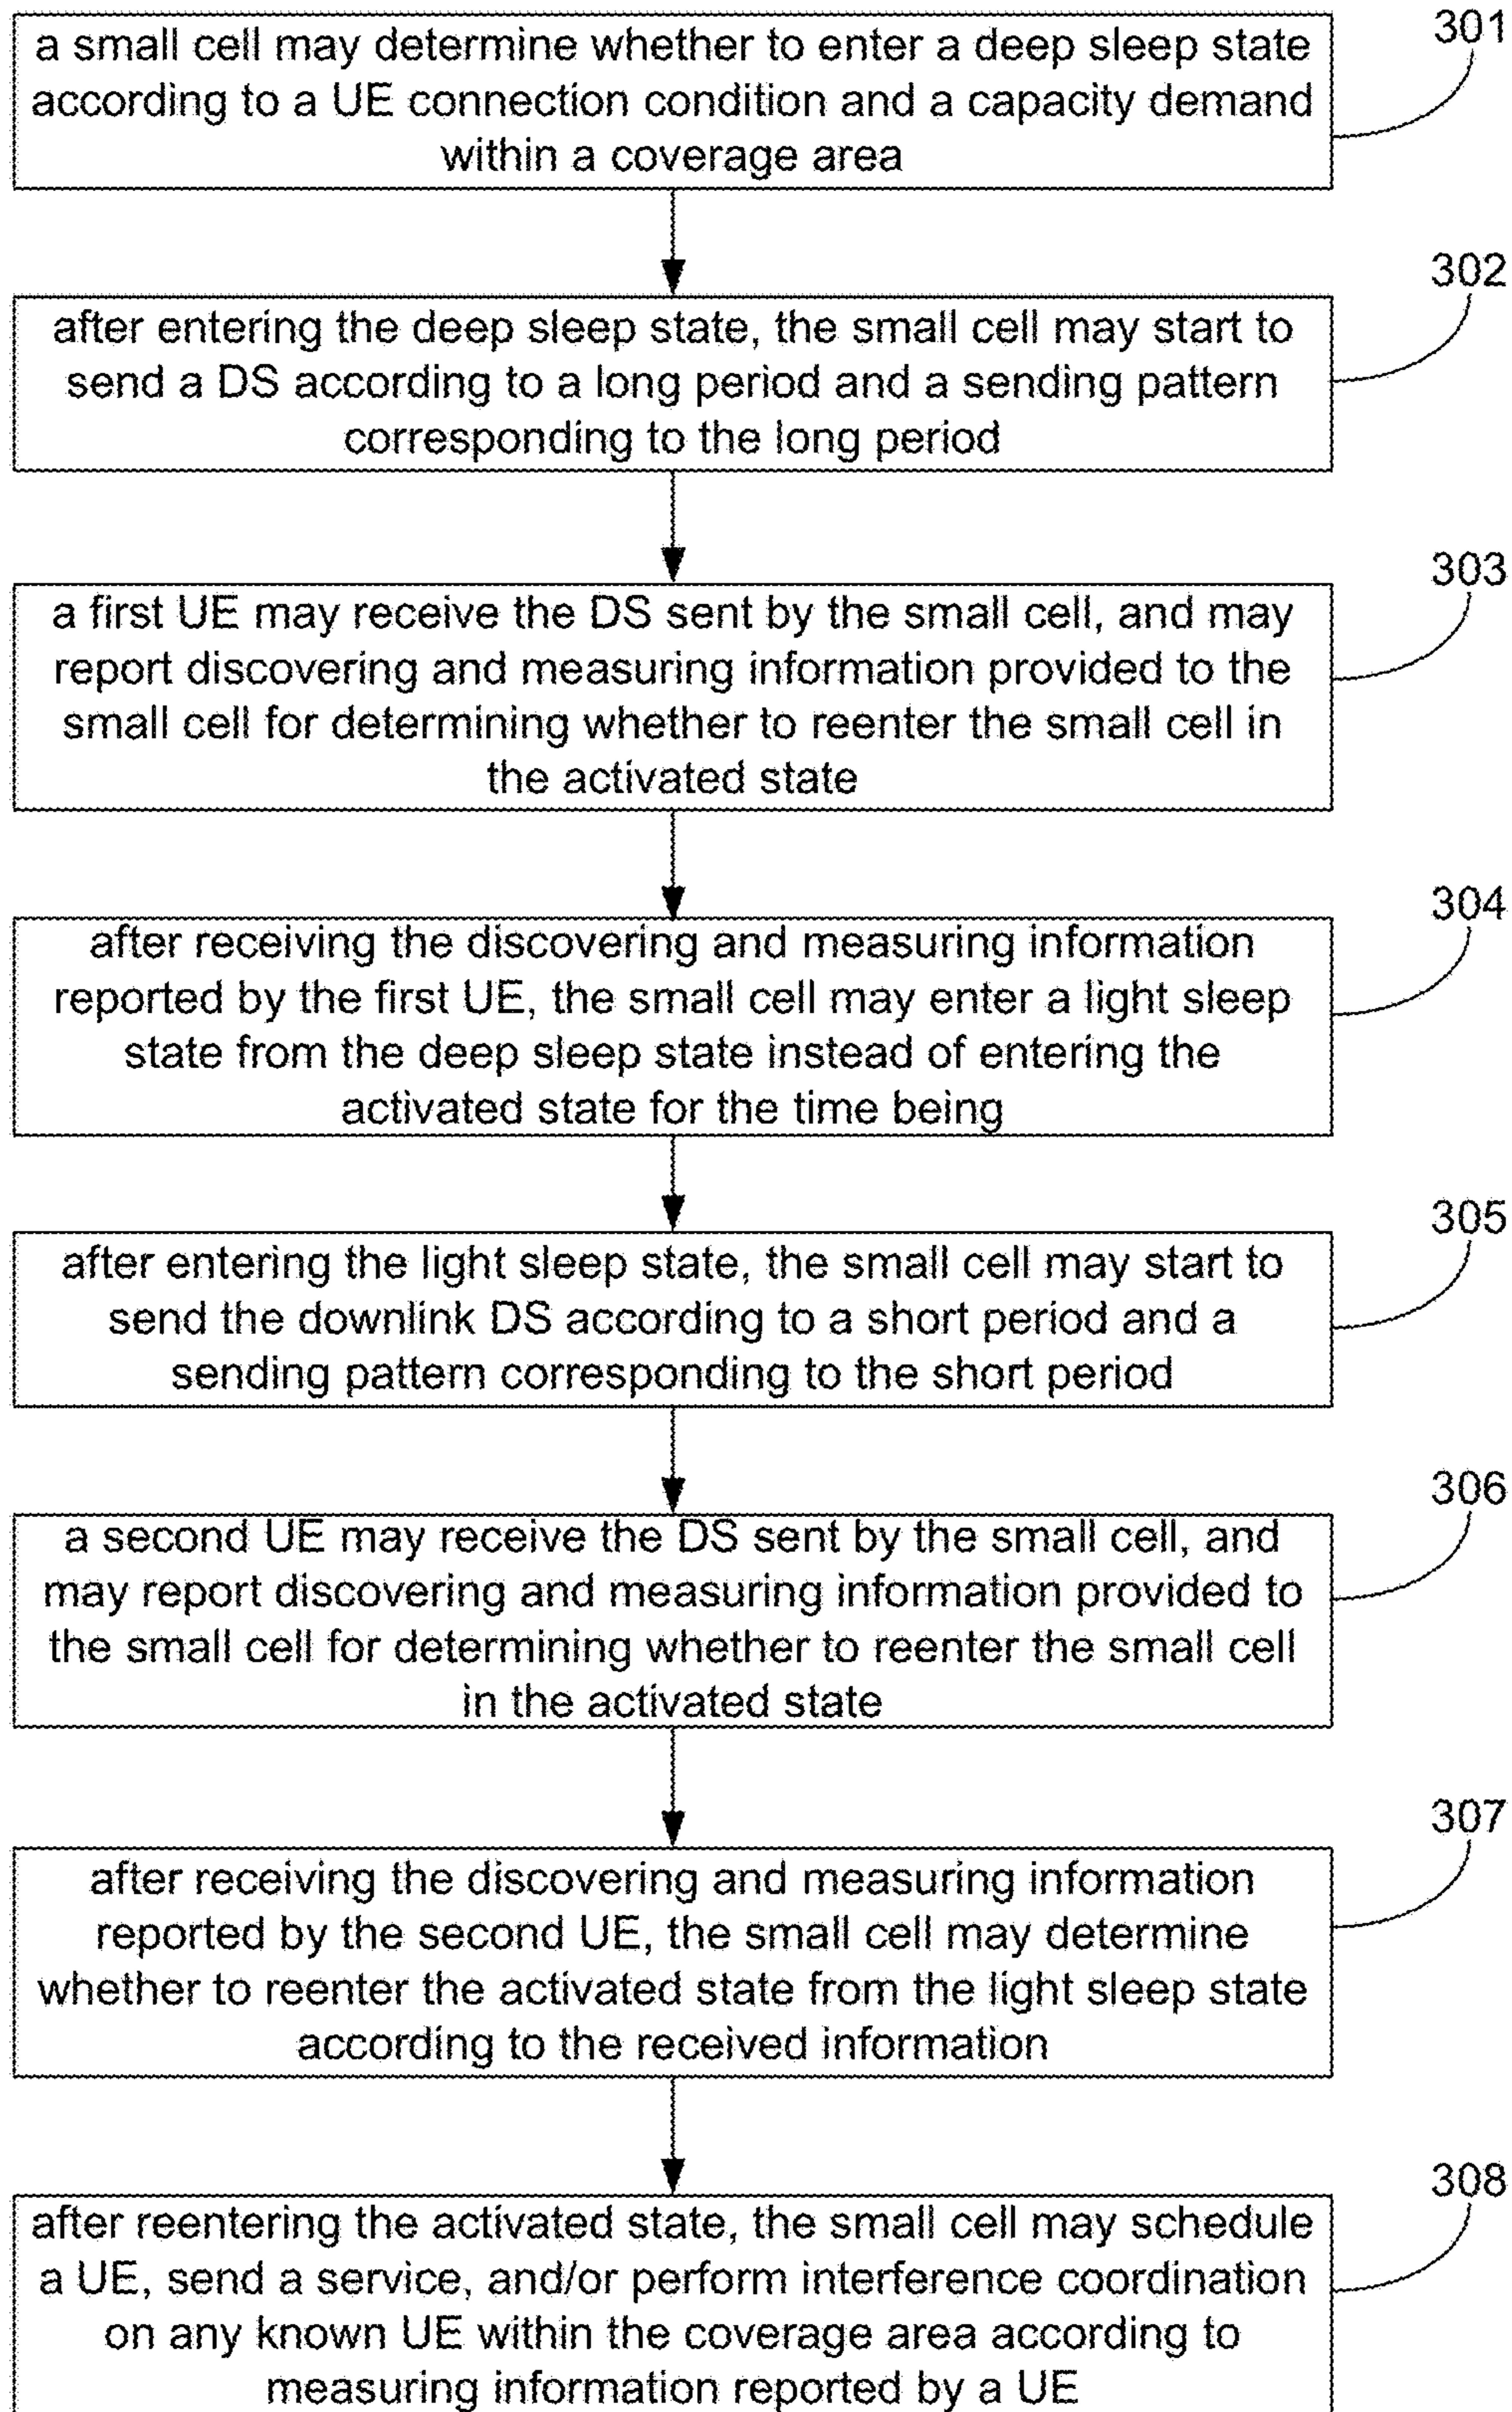 301
a small cell may determine whether to enter a deep sleep state
according to a UE connection condition and a capacity demand
within a coverage area
302
after entering the deep sleep state, the small cell may start to
send a DS according to a long period and a sending pattern
corresponding to the long period
303
a first UE may receive the DS sent by the small cell, and may
report discovering and measuring information provided to the
small cell for determining whether to reenter the small cell in
the activated state
304
after receiving the discovering and measuring information
reported by the first UE, the small cell may enter a light sleep
state from the deep sleep state instead of entering the
activated state for the time being
305
after entering the light sleep state, the small cell may start to
send the downlink DS according to a short period and a
sending pattern corresponding to the short period
306
a second UE may receive the DS sent by the small cell, and
may report discovering and measuring information provided to
the small cell for determining whether to reenter the small cell
in the activated state
307
after receiving the discovering and measuring information
reported by the second UE, the small cell may determine
whether to reenter the activated state from the light sleep state
according to the received information
308
after reentering the activated state, the small cell may schedule
a UE, send a service, and/or perform interference coordination
on any known UE within the coverage area according to
measuring information reported by a UE